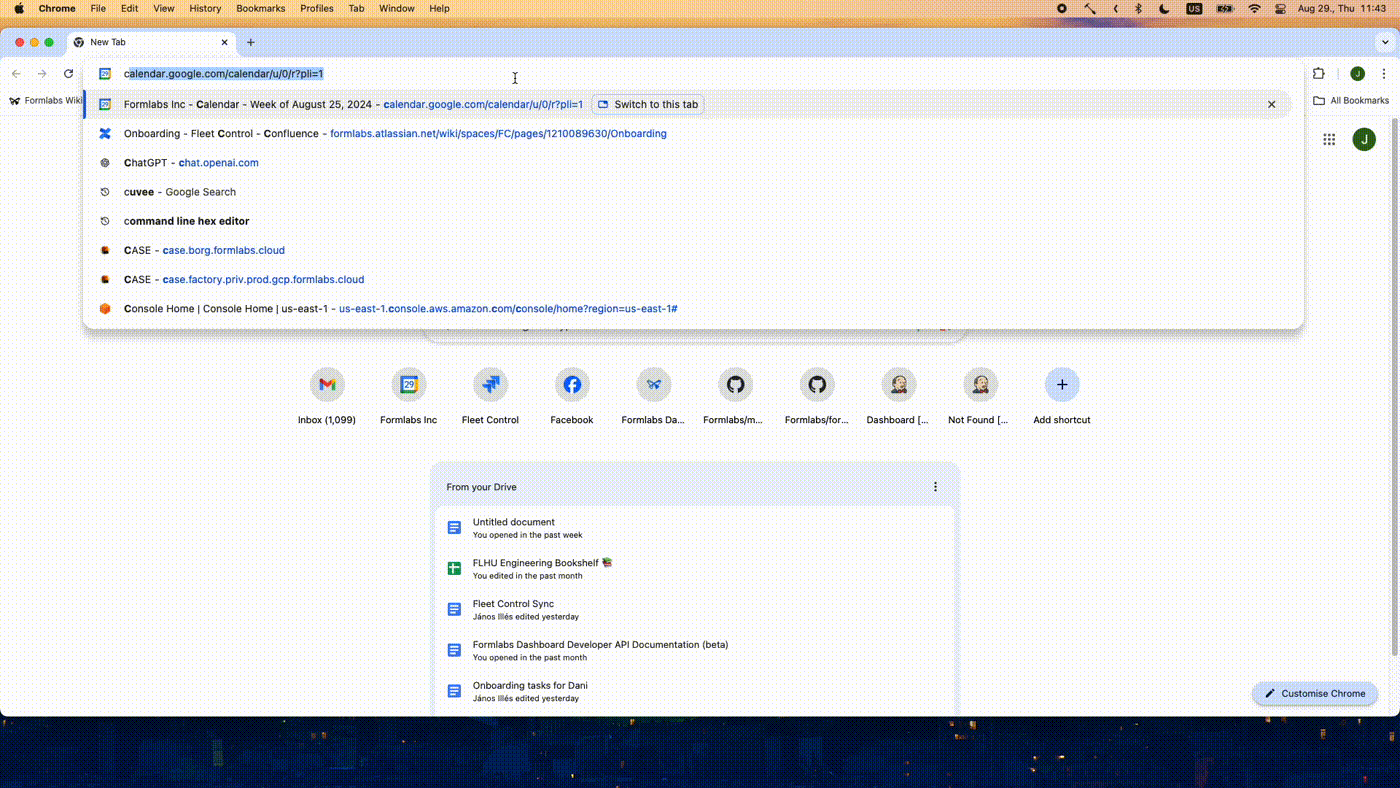 Chrome File Edit View History Bookmarks Profiles Tab Window Help US Aug 29., Thu 11:43
New Tab
calendar.google.com/calendar/u/0/r?pli=1 J
Formlabs Wiki All Bookmarks
Formlabs Inc - Calendar - Week of August 25, 2024 - calendar.google.com/calendar/u/0/r?pli=1 Switch to this tab
Onboarding - Fleet Control - Confluence - formlabs.atlassian.net/wiki/spaces/FC/pages/1210089630/Onboarding
J
ChatGPT - chat.openai.com
cuvee - Google Search
command line hex editor
CASE - case.borg.formlabs.cloud
CASE - case.factory.priv.prod.gcp.formlabs.cloud
Console Home | Console Home | us-east-1 - us-east-1.console.aws.amazon.com/console/home?region=us-east-1#
29
Inbox (1,099) Formlabs Inc Fleet Control Facebook Formlabs Da... Formlabs/m... Formlabs/for... Dashboard [... Not Found [... Add shortcut
From your Drive
Untitled document
You opened in the past week
FLHU Engineering Bookshelf 📚
You edited in the past month
Fleet Control Sync
János Illés edited yesterday
Formlabs Dashboard Developer API Documentation (beta)
You opened in the past month
Onboarding tasks for Dani
János Illés edited yesterday
Customise Chrome